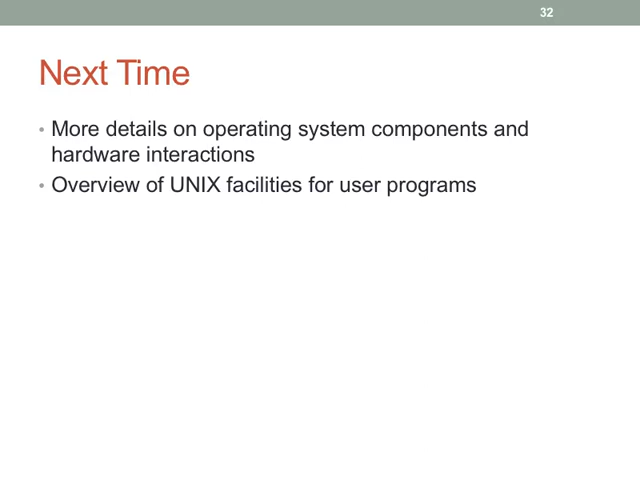 32
Next Time
• More details on operating system components and
hardware interactions
• Overview of UNIX facilities for user programs